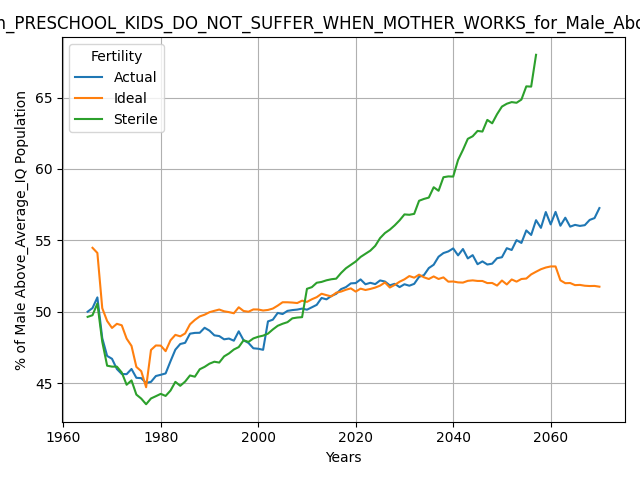 PRESCHOOL_KIDS_DO_NOT_SUFFER_WHEN_MOTHER_WORKS_for_Male_Abo
Fertility
Actual
Ideal
Sterile
% of Male Above_Average_IQ Population
65
60
55
50
45
1960 1980 2000 2020 2040 2060
Years